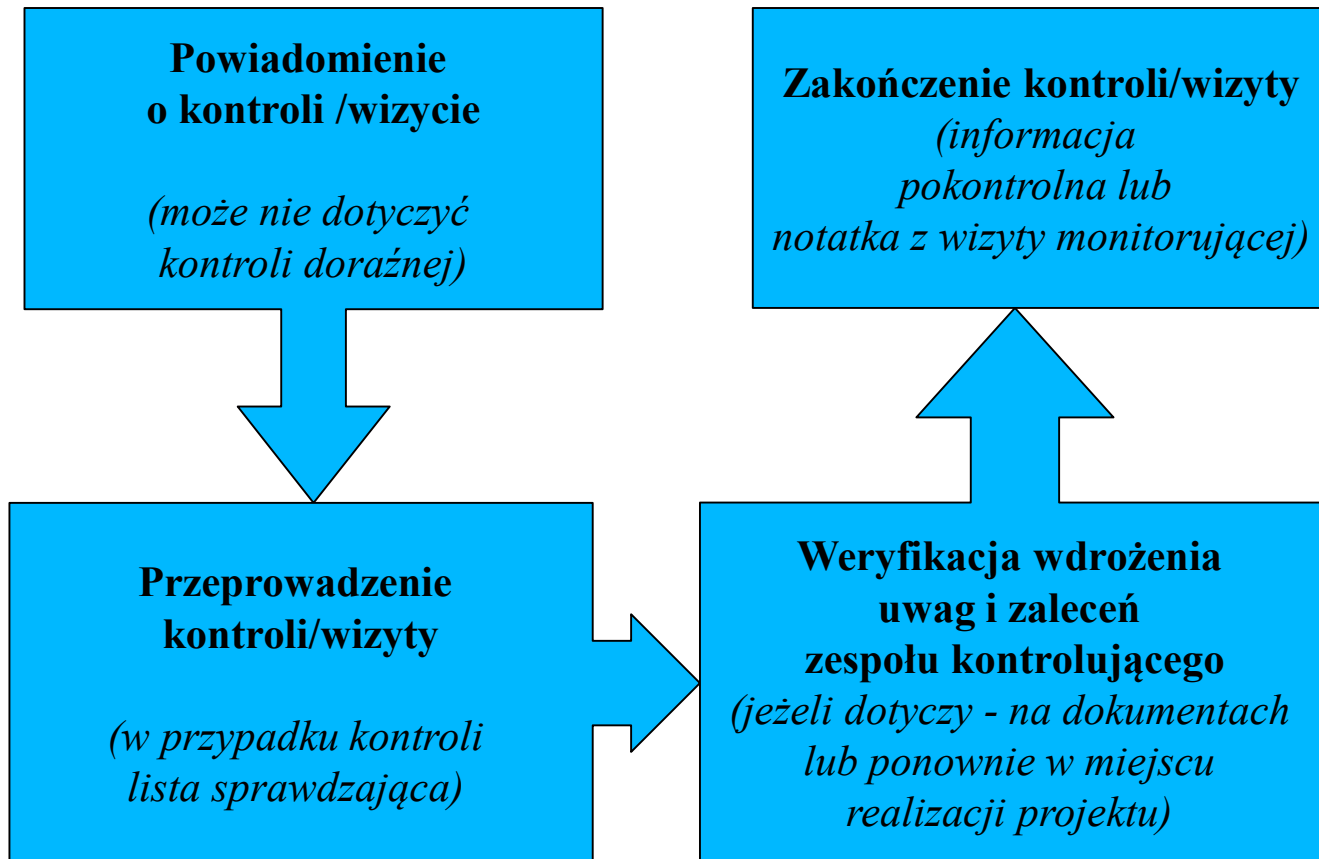 Powiadomienie
o kontroli /wizycie
(może nie dotyczyć
kontroli doraźnej)
Przeprowadzenie
kontroli/wizyty
(w przypadku kontroli
lista sprawdzająca)
Weryfikacja wdrożenia
uwag i zaleceń
zespołu kontrolującego
(jeżeli dotyczy - na dokumentach
lub ponownie w miejscu
realizacji projektu)
Zakończenie kontroli/wizyty
(informacja
pokontrolna lub
notatka z wizyty monitorującej)